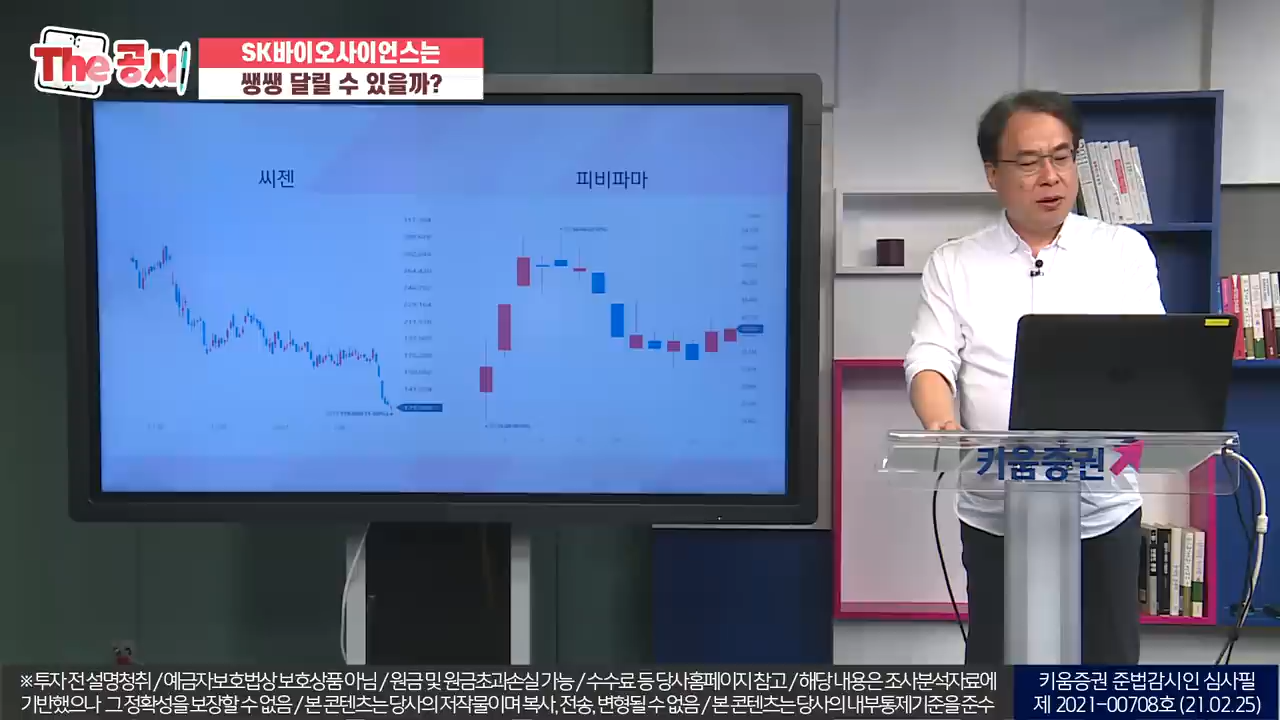 The 공시
SK바이오사이언스는
쌩쌩 달릴 수 있을까?
씨젠
피비파마
키움증권
※ 투자 전 설명청취 / 예금자보호법상 보호상품 아님 / 원금 및 원금초과손실 가능 / 수수료 등 당사홈페이지 참고 / 해당 내용은 조사분석자료에
기반했으나 그 정확성을 보장할 수 없음 / 본 콘텐츠는 당사의 저작물이며 복사, 전송, 변형될 수 없음 / 본 콘텐츠는 당사의 내부통제기준을 준수
키움증권 준법감시인 심사필
제 2021-00708호 (21.02.25)